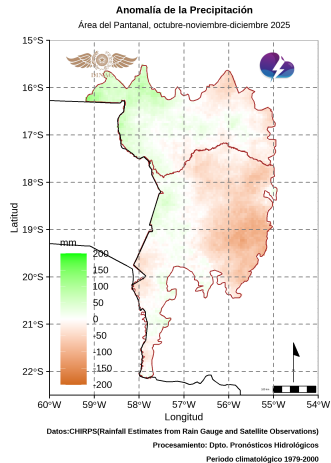 Anomalía de la Precipitación
Área del Pantanal, octubre-noviembre-diciembre 2025
15°S
16°S
17°S
18°S
19°S
20°S
21°S
22°S
Latitud
mm
200
150
100
50
0
-50
-100
-150
-200
60°W 59°W 58°W 57°W 56°W 55°W 54°W
Longitud
Datos:CHIRPS(Rainfall Estimates from Rain Gauge and Satellite Observations)
Procesamiento: Dpto. Pronósticos Hidrológicos
Periodo climatológico 1979-2000